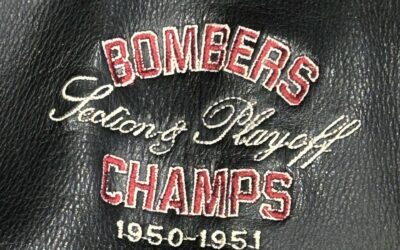 BOMBERS
Section & Playoff
CHAMPS
1950-1951